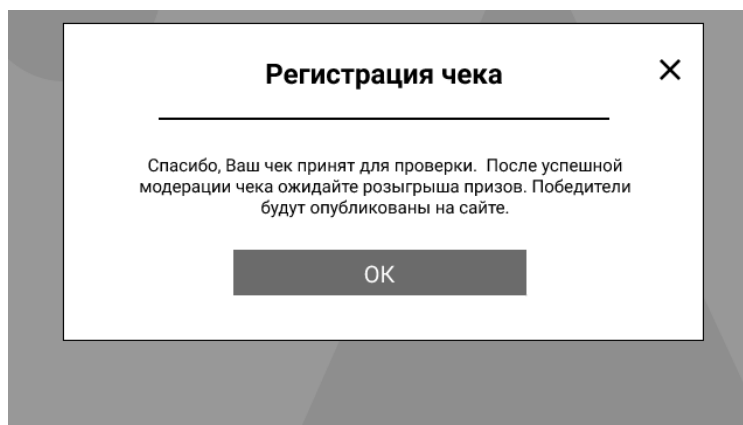 Регистрация чека
Спасибо, Ваш чек принят для проверки.  После успешной
модерации чека ожидайте розыгрыша призов. Победители
будут опубликованы на сайте.
ОК